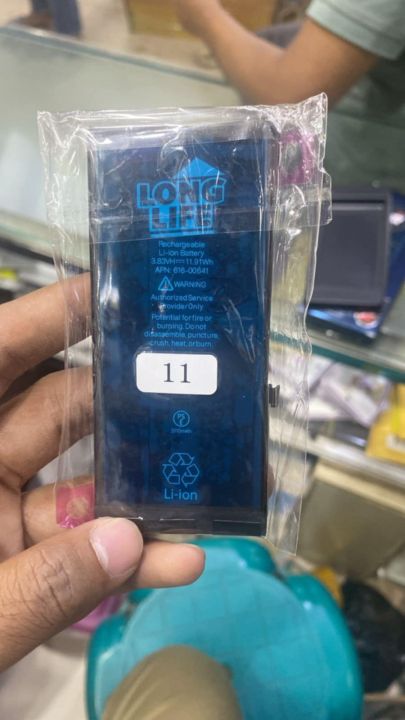 LONG
LIFE
Rechargeable
Li-ion Battery
3.83V⎓11.91Wh
APN: 616-00641
WARNING
Authorized Service
Provider Only
Potential for fire or
burning. Do not
disassemble, puncture,
crush, heat, or burn.
11
Li-ion